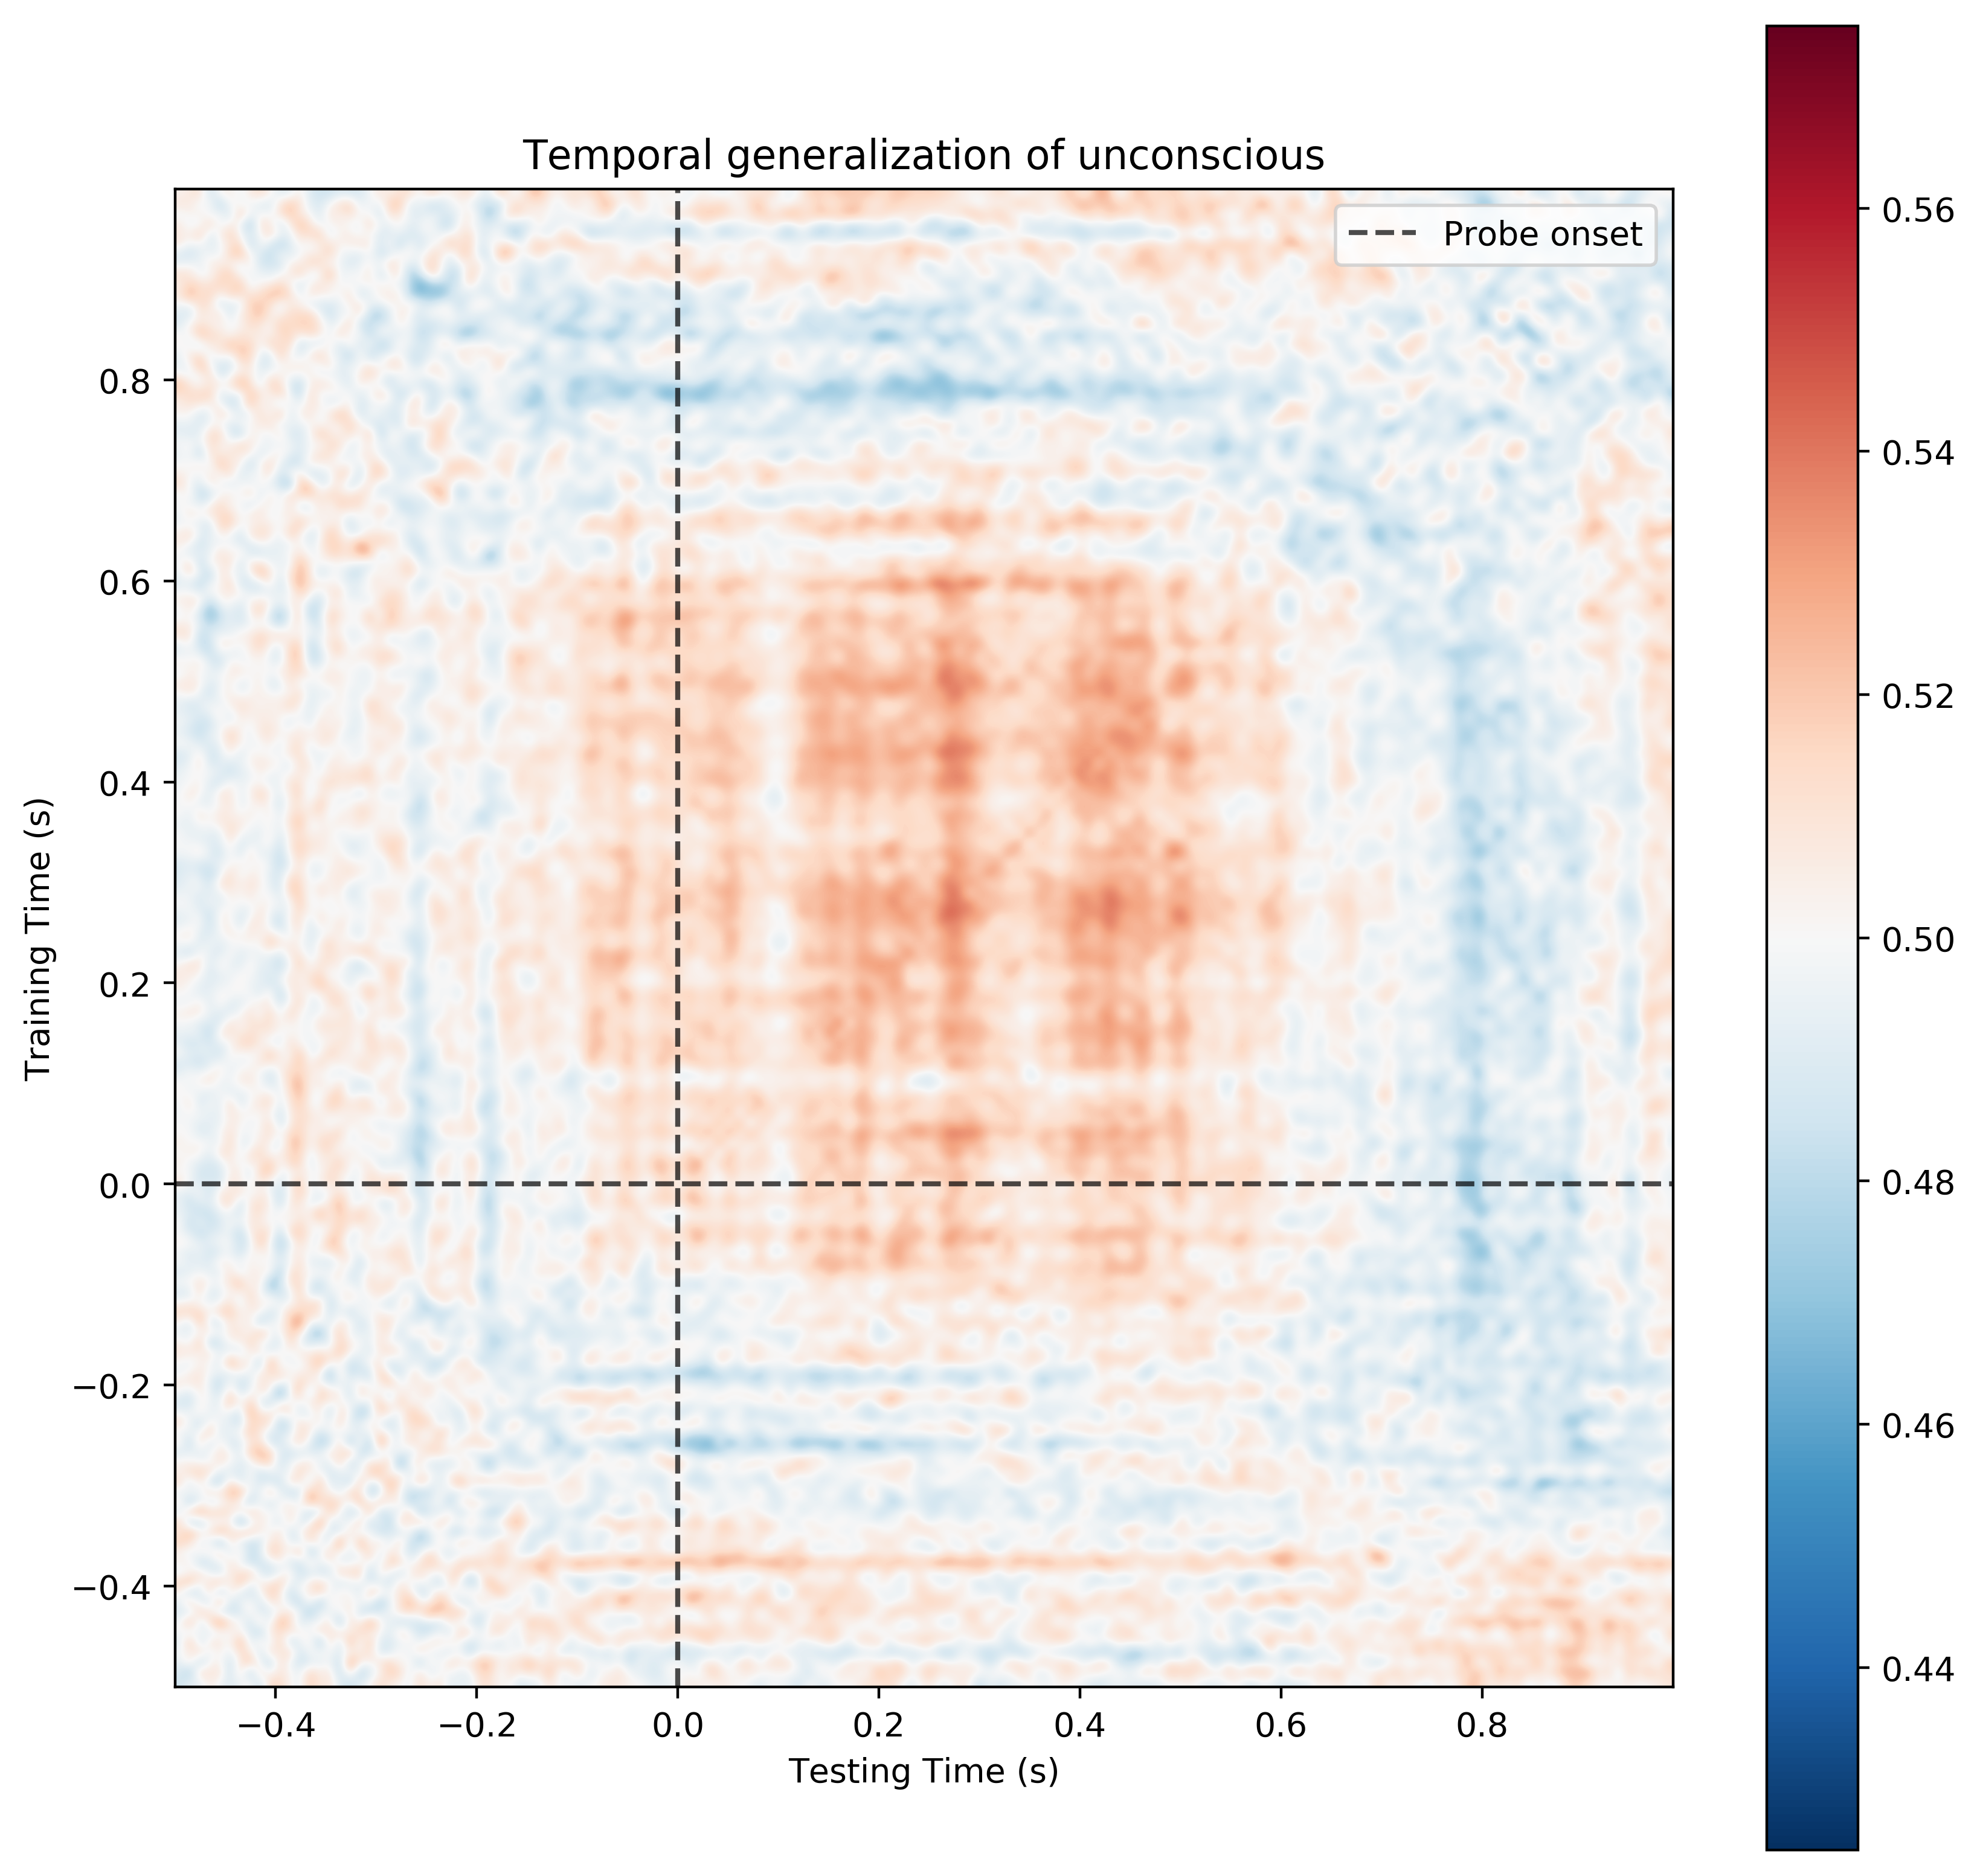 Temporal generalization of unconscious
Probe onset
0.8
0.6
0.4
0.2
0.0
−0.2
−0.4
Training Time (s)
−0.4 −0.2 0.0 0.2 0.4 0.6 0.8
Testing Time (s)
0.56
0.54
0.52
0.50
0.48
0.46
0.44